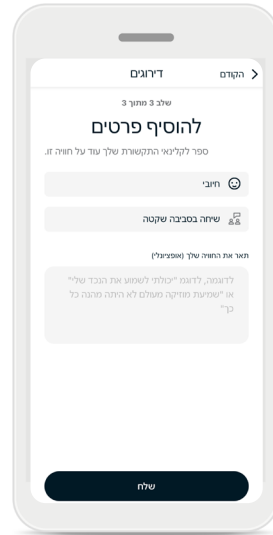 הקודם
דירוגים
שלב 3 מתוך 3
להוסיף פרטים
ספר לקלינאי התקשורת שלך עוד על חוויה זו.
חיובי
שיחה בסביבה שקטה
תאר את החוויה שלך (אופציונלי)
לדוגמה, לדוגמ "יכולתי לשמוע את הנכד שלי"
או "שמיעת מוזיקה מעולם לא היתה מהנה כל
כך"
שלח